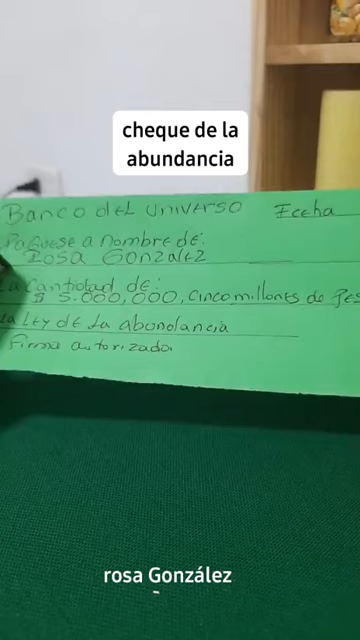 cheque de la
abundancia
Banco del universo Fecha
Paguese a nombre de:
Rosa Gonzalez
La Cantidad de:
$ 5.000,000, cinco millones de Pes
La Ley de La abundancia
Firma autorizada
rosa González